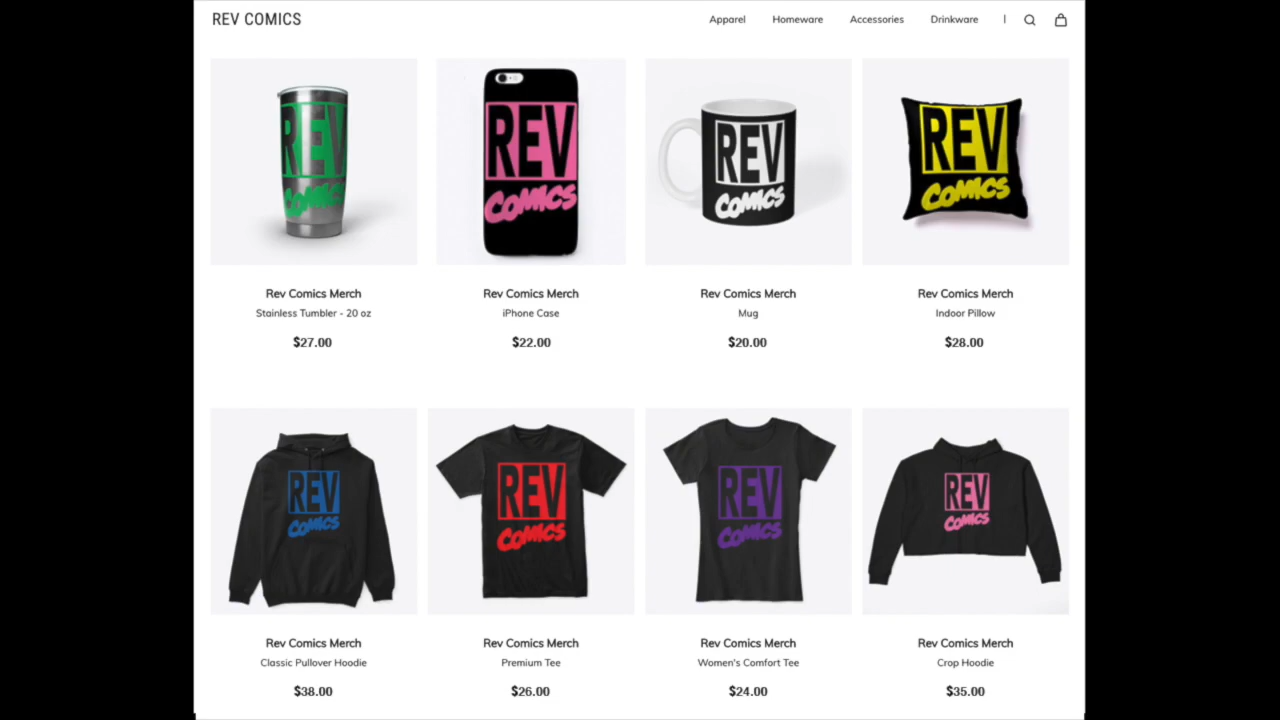 REV COMICS
Apparel Homeware Accessories Drinkware |
REV
COMICS
REV
COMICS
REV
COMICS
REV
COMICS
Rev Comics Merch
Stainless Tumbler - 20 oz
$27.00
Rev Comics Merch
iPhone Case
$22.00
Rev Comics Merch
Mug
$20.00
Rev Comics Merch
Indoor Pillow
$28.00
REV
COMICS
REV
COMICS
REV
COMICS
REV
COMICS
Rev Comics Merch
Classic Pullover Hoodie
$38.00
Rev Comics Merch
Premium Tee
$26.00
Rev Comics Merch
Women's Comfort Tee
$24.00
Rev Comics Merch
Crop Hoodie
$35.00